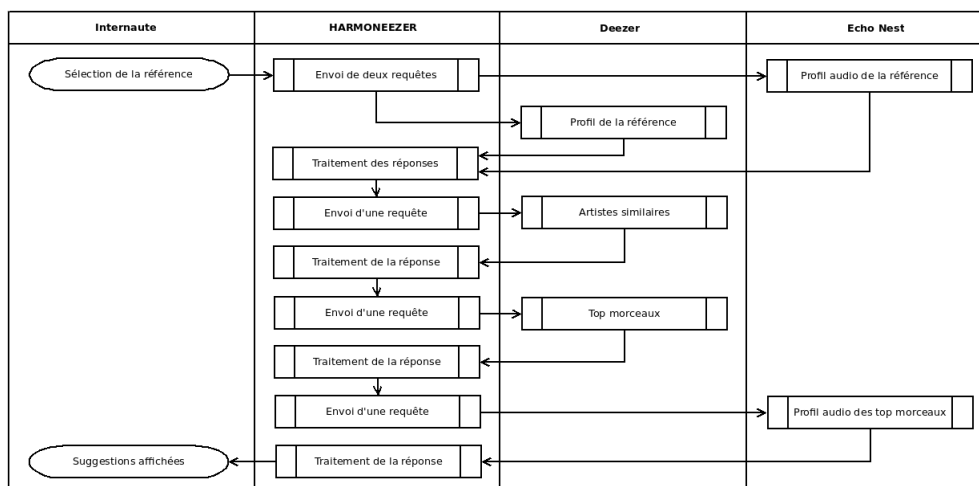 Internaute
HARMONEEZER
Deezer
Echo Nest
Sélection de la référence
Envoi de deux requêtes
Profil audio de la référence
Profil de la référence
Traitement des réponses
Envoi d'une requête
Artistes similaires
Traitement de la réponse
Envoi d'une requête
Top morceaux
Traitement de la réponse
Envoi d'une requête
Profil audio des top morceaux
Suggestions affichées
Traitement de la réponse